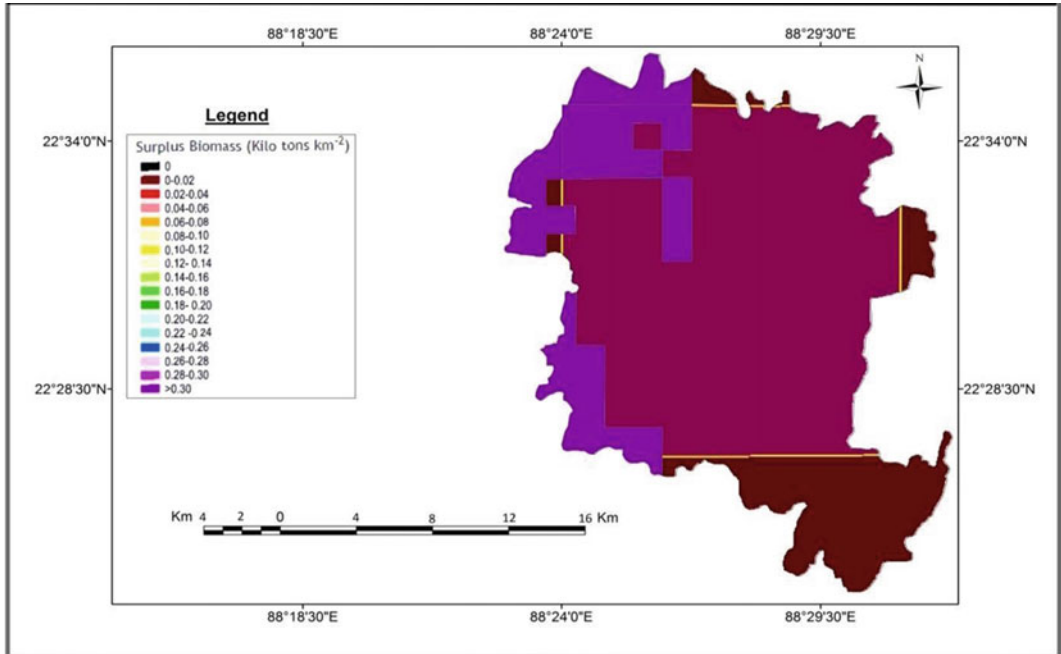 88°18'30"E 88°24'0"E 88°29'30"E
N
Legend
22°34'0"N 22°34'0"N
Surplus Biomass (Kilo tons km-2)
0
0-0.02
0.02-0.04
0.04-0.06
0.06-0.08
0.08-0.10
0.10-0.12
0.12- 0.14
0.14-0.16
0.16-0.18
0.18- 0.20
0.20-0.22
0.22 -0 24
0.24-0.26
0.26-0.28
0.28-0.30
>0.30
22°28'30"N 22°28'30"N
Km 4 2 0 4 8 12 16 Km
88°18'30"E 88°24'0"E 88°29'30"E